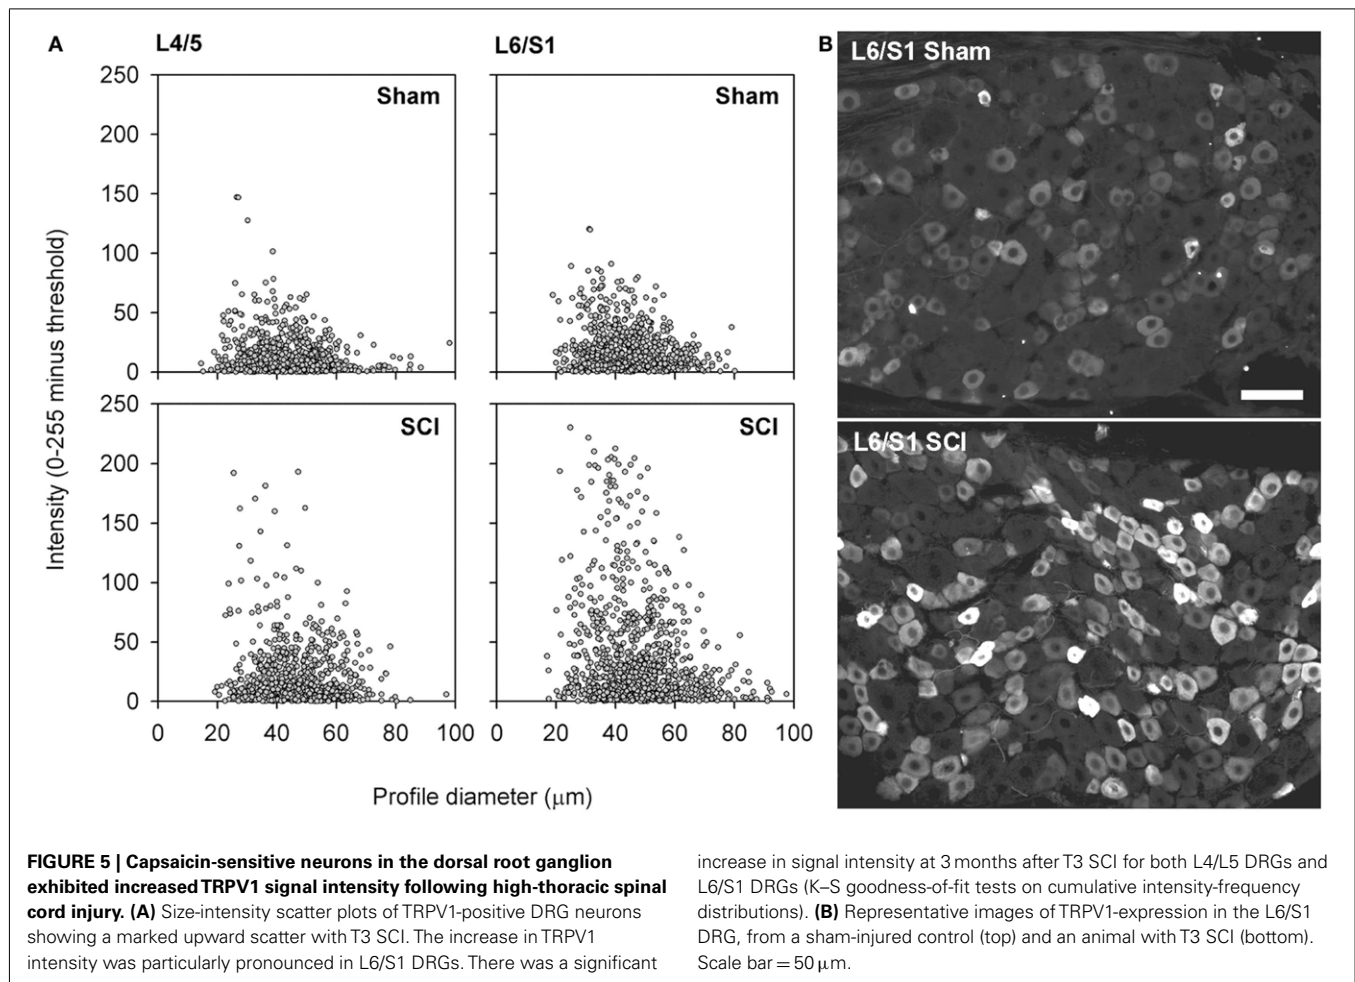 A
L4/5
L6/S1
B
250
200
150
100
50
0
Sham
Sham
L6/S1 Sham
250
200
150
100
50
0
SCI
SCI
L6/S1 SCI
Intensity (0-255 minus threshold)
0 20 40 60 80 100
0 20 40 60 80 100
Profile diameter (μm)
FIGURE 5 | Capsaicin-sensitive neurons in the dorsal root ganglion
exhibited increased TRPV1 signal intensity following high-thoracic spinal
cord injury. (A) Size-intensity scatter plots of TRPV1-positive DRG neurons
showing a marked upward scatter with T3 SCI. The increase in TRPV1
intensity was particularly pronounced in L6/S1 DRGs. There was a significant
increase in signal intensity at 3 months after T3 SCI for both L4/L5 DRGs and
L6/S1 DRGs (K–S goodness-of-fit tests on cumulative intensity-frequency
distributions). (B) Representative images of TRPV1-expression in the L6/S1
DRG, from a sham-injured control (top) and an animal with T3 SCI (bottom).
Scale bar = 50 μm.